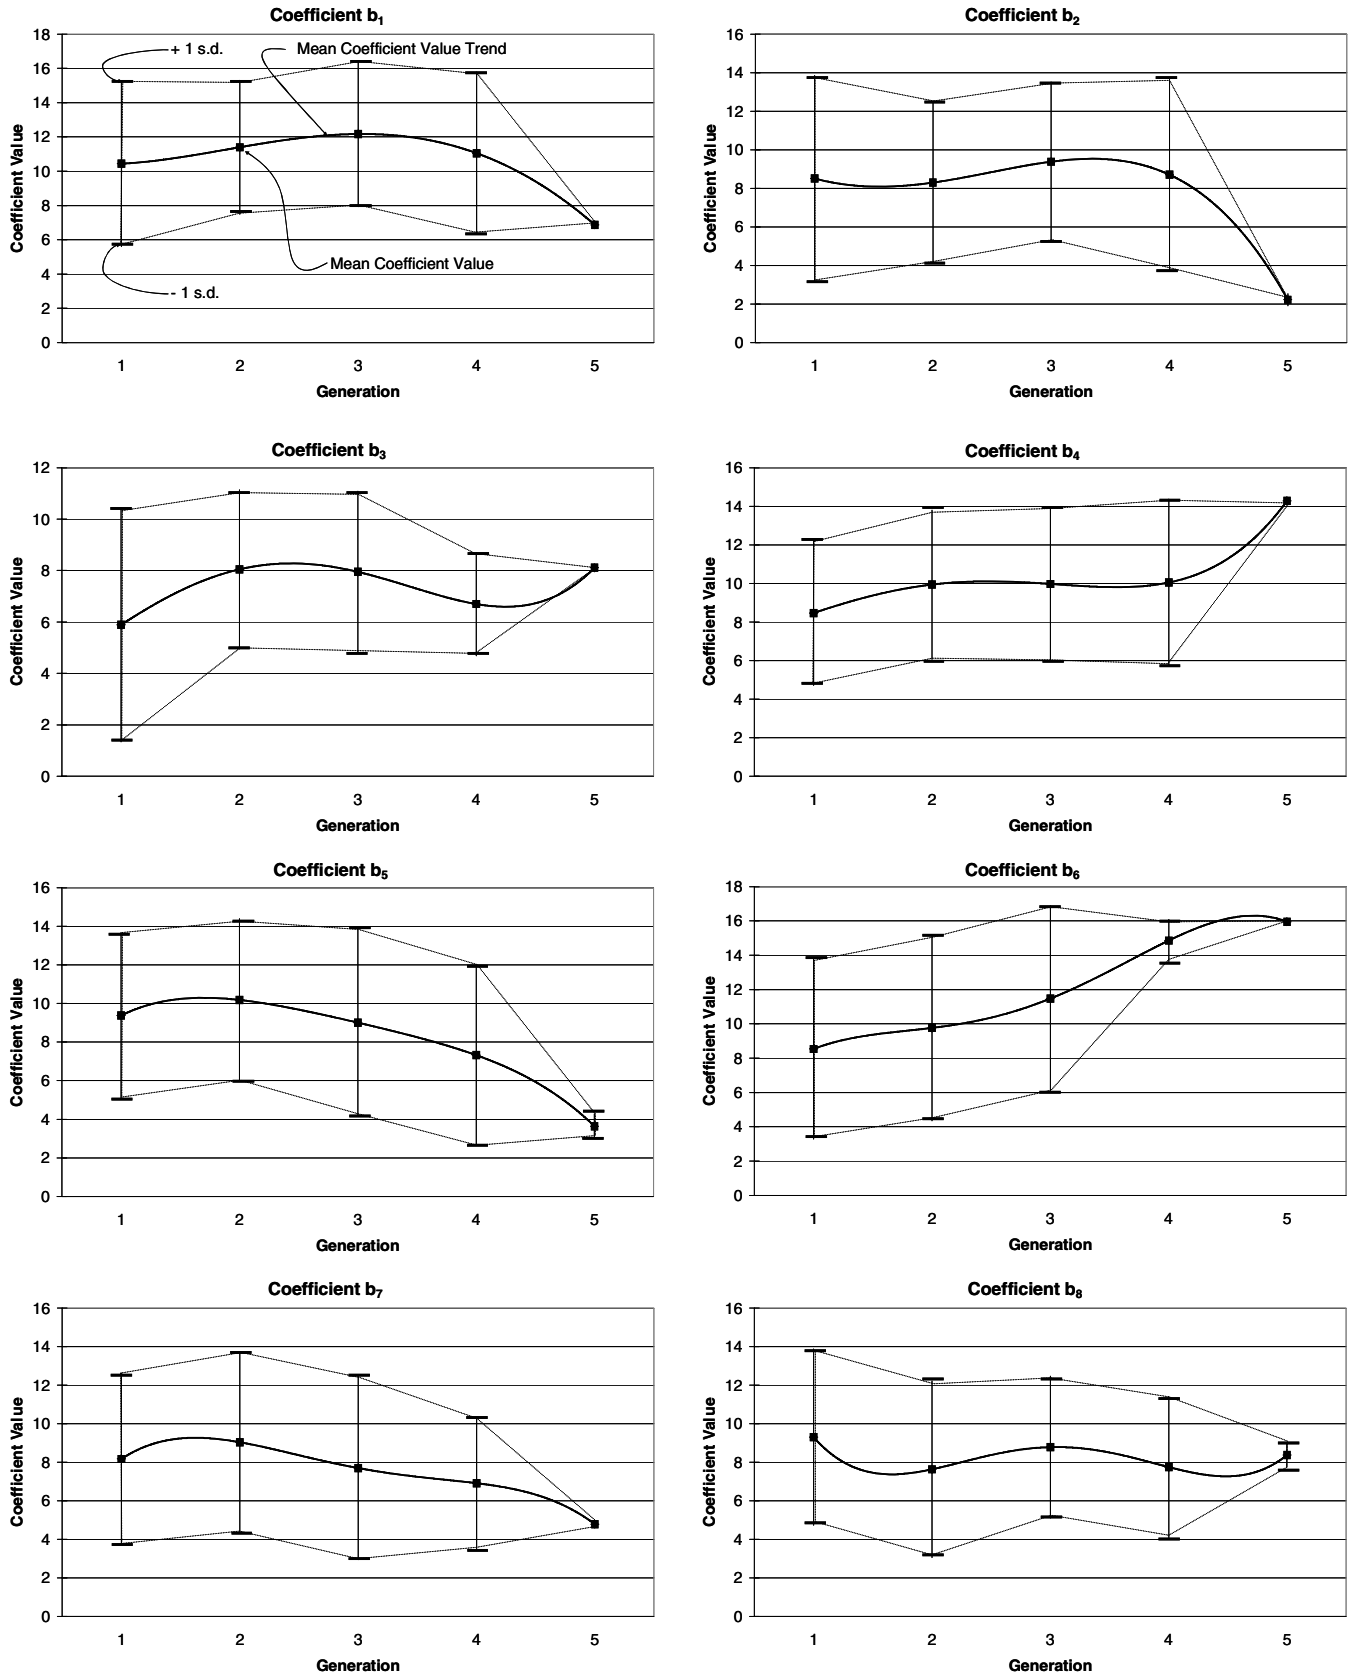 Coefficient b1
Coefficient Value
18
16
14
12
10
8
6
4
2
0
+ 1 s.d.
Mean Coefficient Value Trend
Mean Coefficient Value
- 1 s.d.
1 2 3 4 5
Generation
Coefficient b2
Coefficient Value
16
14
12
10
8
6
4
2
0
1 2 3 4 5
Generation
Coefficient b3
Coefficient Value
12
10
8
6
4
2
0
1 2 3 4 5
Generation
Coefficient b4
Coefficient Value
16
14
12
10
8
6
4
2
0
1 2 3 4 5
Generation
Coefficient b5
Coefficient Value
16
14
12
10
8
6
4
2
0
1 2 3 4 5
Generation
Coefficient b6
Coefficient Value
18
16
14
12
10
8
6
4
2
0
1 2 3 4 5
Generation
Coefficient b7
Coefficient Value
16
14
12
10
8
6
4
2
0
1 2 3 4 5
Generation
Coefficient b8
Coefficient Value
16
14
12
10
8
6
4
2
0
1 2 3 4 5
Generation